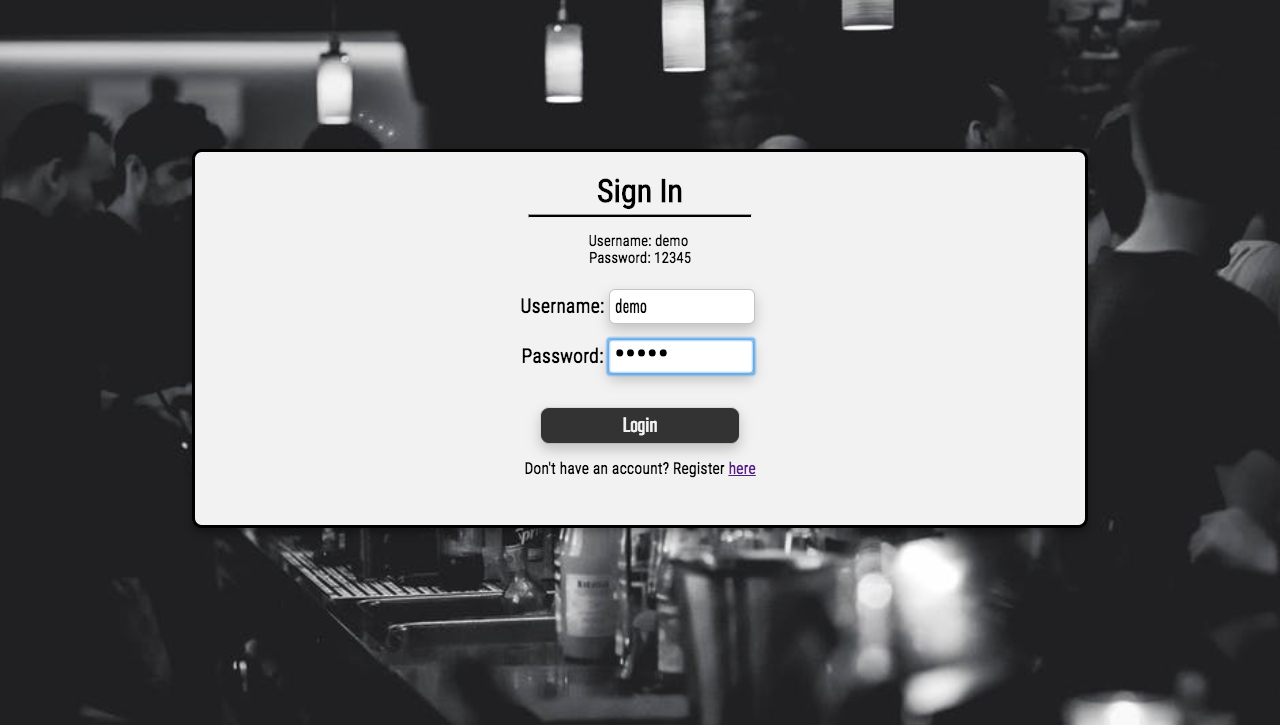 Sign In
Username: demo
Password: 12345
Username: demo
Password: •••••
Login
Don't have an account? Register here